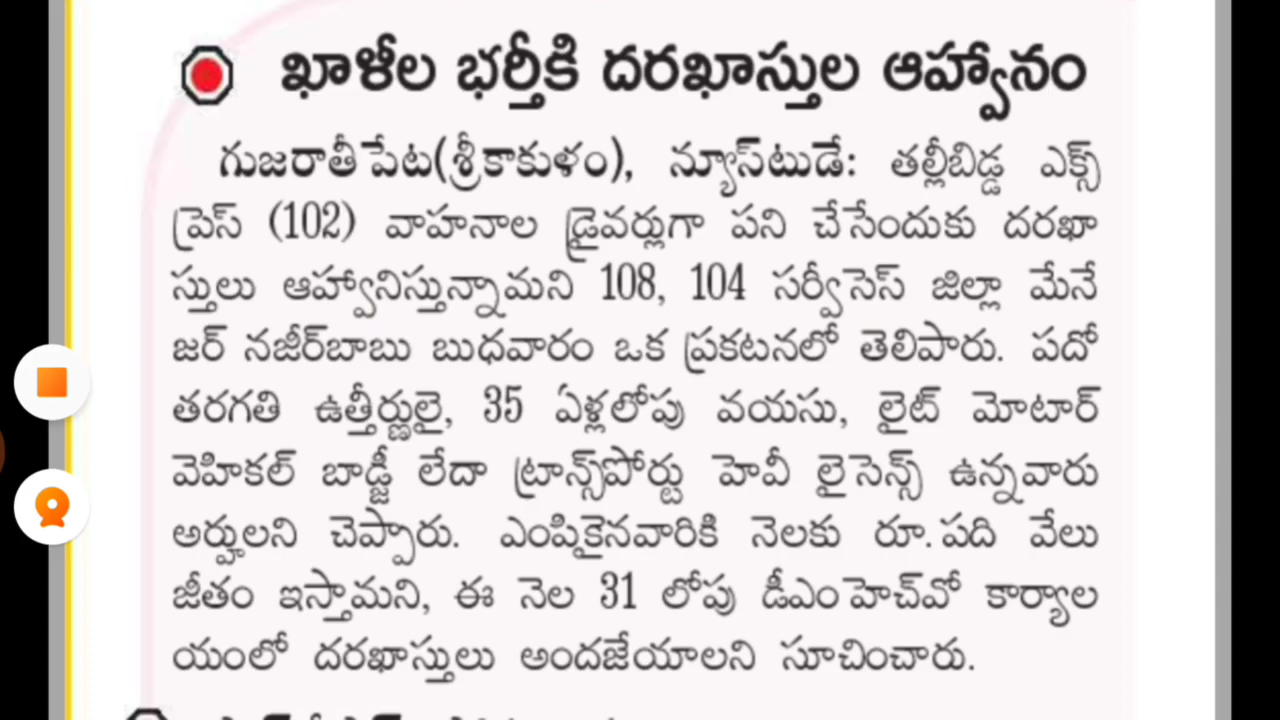 ఖాళీల భర్తీకి దరఖాస్తుల ఆహ్వానం
గుజరాతీపేట(శ్రీకాకుళం), న్యూస్‌టుడే: తల్లీబిడ్డ ఎక్స్
ప్రెస్ (102) వాహనాల డ్రైవర్లుగా పని చేసేందుకు దరఖా
స్తులు ఆహ్వానిస్తున్నామని 108, 104 సర్వీసెస్ జిల్లా మేనే
జర్ నజీర్‌బాబు బుధవారం ఒక ప్రకటనలో తెలిపారు. పదో
తరగతి ఉత్తీర్ణులై, 35 ఏళ్లలోపు వయసు, లైట్ మోటార్
వెహికల్ బాడ్జీ లేదా ట్రాన్స్‌పోర్టు హెవీ లైసెన్స్ ఉన్నవారు
అర్హులని చెప్పారు. ఎంపికైనవారికి నెలకు రూ.పది వేలు
జీతం ఇస్తామని, ఈ నెల 31 లోపు డీఎంహెచ్‌వో కార్యాల
యంలో దరఖాస్తులు అందజేయాలని సూచించారు.